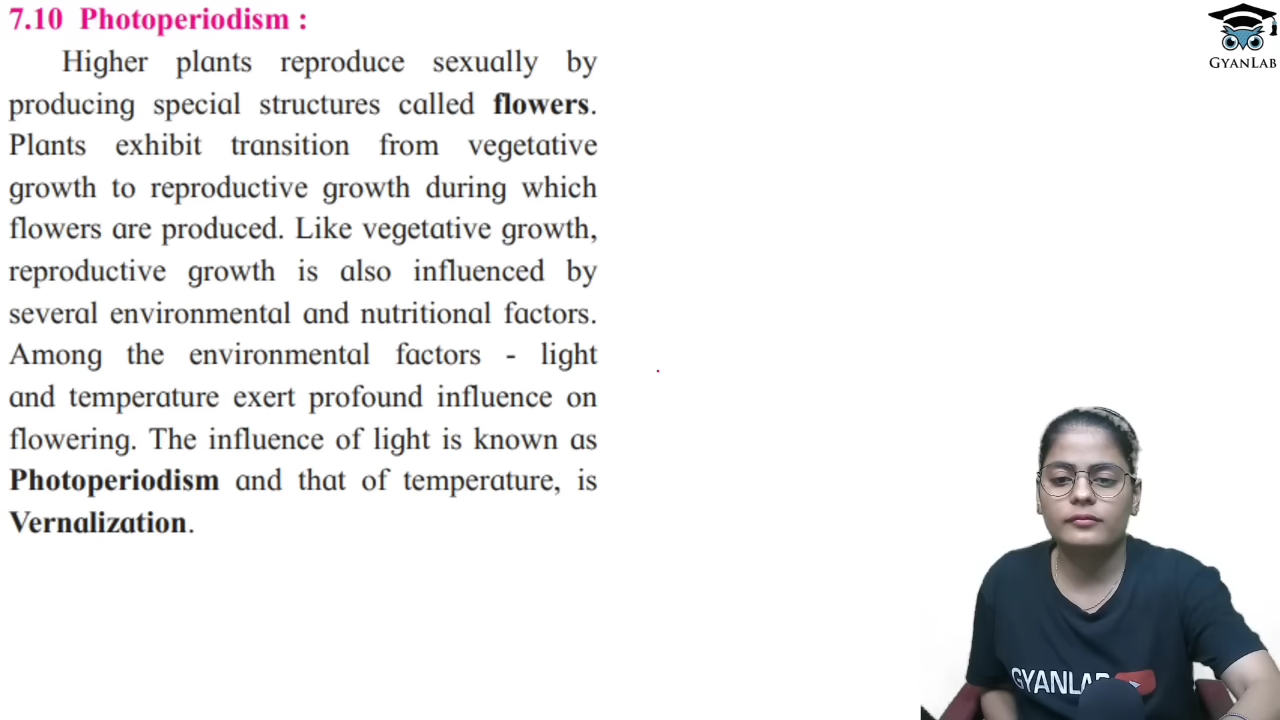 7.10 Photoperiodism :
Higher plants reproduce sexually by
producing special structures called flowers.
Plants exhibit transition from vegetative
growth to reproductive growth during which
flowers are produced. Like vegetative growth,
reproductive growth is also influenced by
several environmental and nutritional factors.
Among the environmental factors - light
and temperature exert profound influence on
flowering. The influence of light is known as
Photoperiodism and that of temperature, is
Vernalization.
GYANLAB
GYANLAB